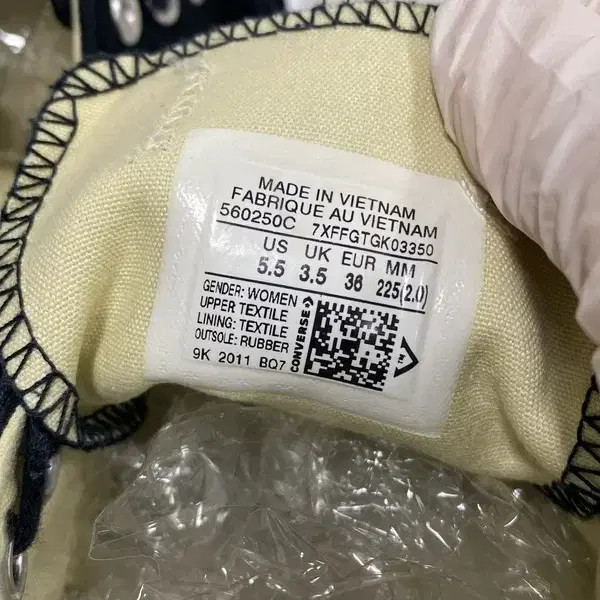 MADE IN VIETNAM
FABRIQUE AU VIETNAM
560250C 7XFFGTGK03350
US UK EUR MM
5.5 3.5 36 225(2.0)
GENDER: WOMEN
UPPER TEXTILE
LINING: TEXTILE
OUTSOLE: RUBBER
9K 2011 BQ7
CONVERSE
TM